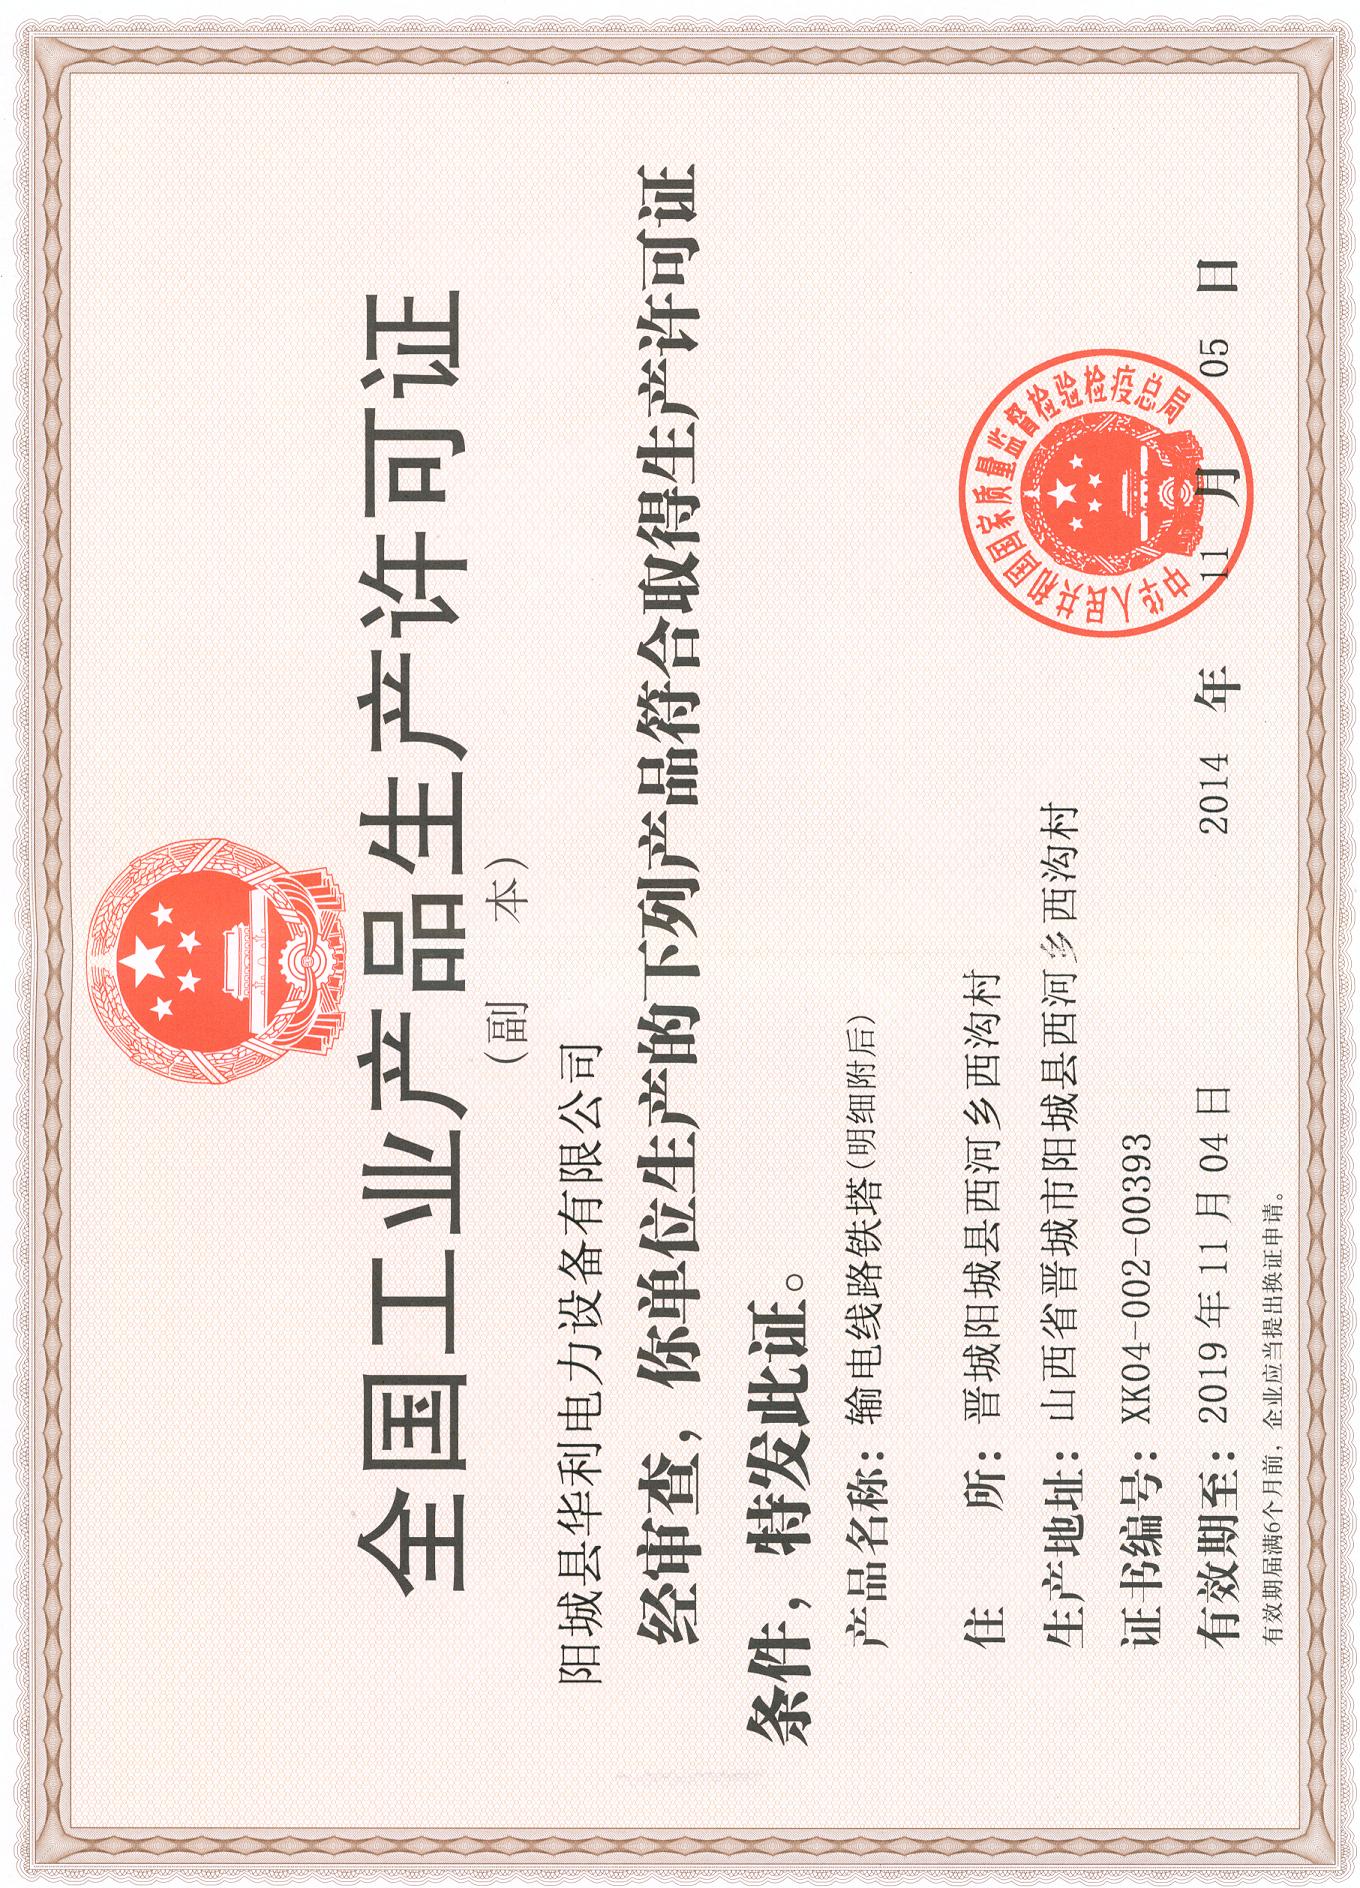 全国工业产品生产许可证
（副 本）
阳城县华利电力设备有限公司
经审查，你单位生产的下列产品符合取得生产许可证
条件，特发此证。
产品名称：输电线路铁塔（明细附后）
住 所：晋城阳城县西河乡西沟村
生产地址：山西省晋城市阳城县西河乡西沟村
证书编号：XK04-002-00393
有效期至：2019 年 11 月 04 日
2014 年 11 月 05 日
有效期届满6个月前，企业应当提出换证申请。
中华人民共和国国家质量监督检验检疫总局